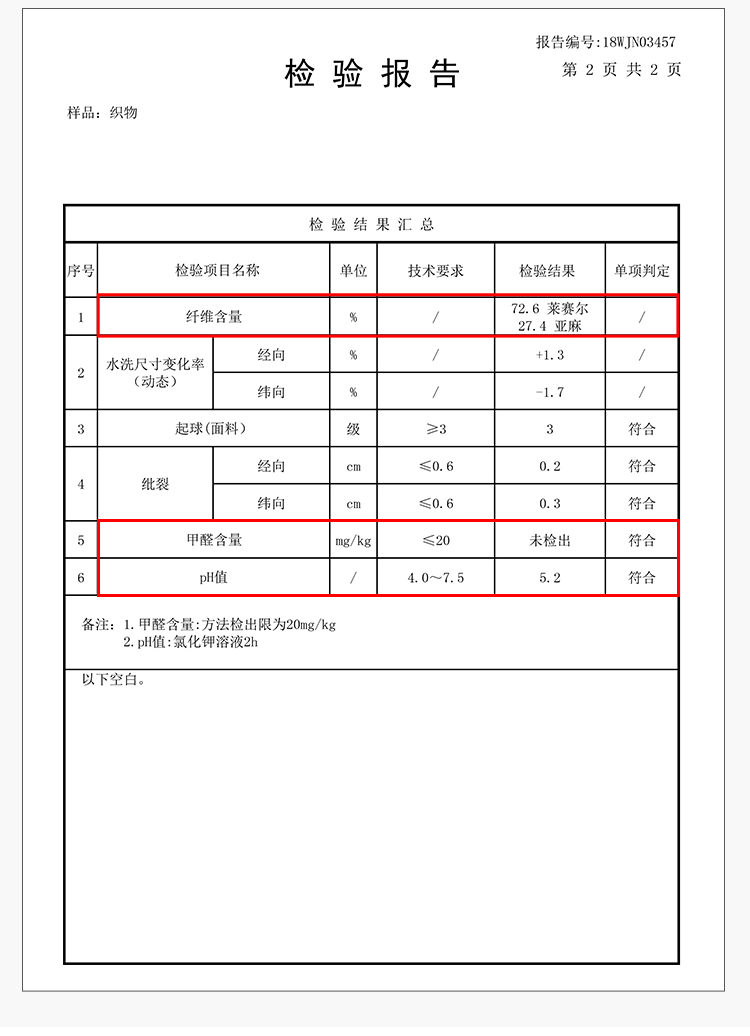 报告编号:18WJN03457
检 验 报 告
第 2 页 共 2 页
样品: 织物
检 验 结 果 汇 总
序号 检验项目名称 单位 技术要求 检验结果 单项判定
1 纤维含量 % / 72.6 莱赛尔 /
27.4 亚麻
2 水洗尺寸变化率 经向 % / +1.3 /
(动态) 纬向 % / -1.7 /
3 起球(面料) 级 ≥3 3 符合
4 纰裂 经向 cm ≤0.6 0.2 符合
纬向 cm ≤0.6 0.3 符合
5 甲醛含量 mg/kg ≤20 未检出 符合
6 pH值 / 4.0~7.5 5.2 符合
备注: 1.甲醛含量:方法检出限为20mg/kg
2.pH值:氯化钾溶液2h
以下空白。